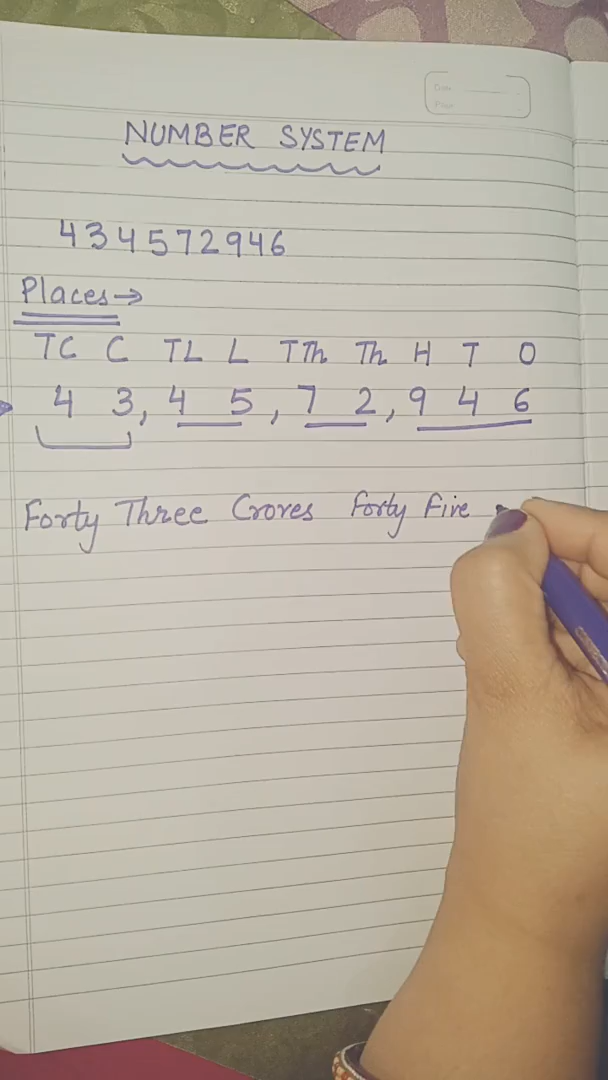 NUMBER SYSTEM
434572946
Places→
TC C TL L TTh Th H T O
4 3, 4 5, 7 2, 9 4 6
Forty Three Crores Forty Five